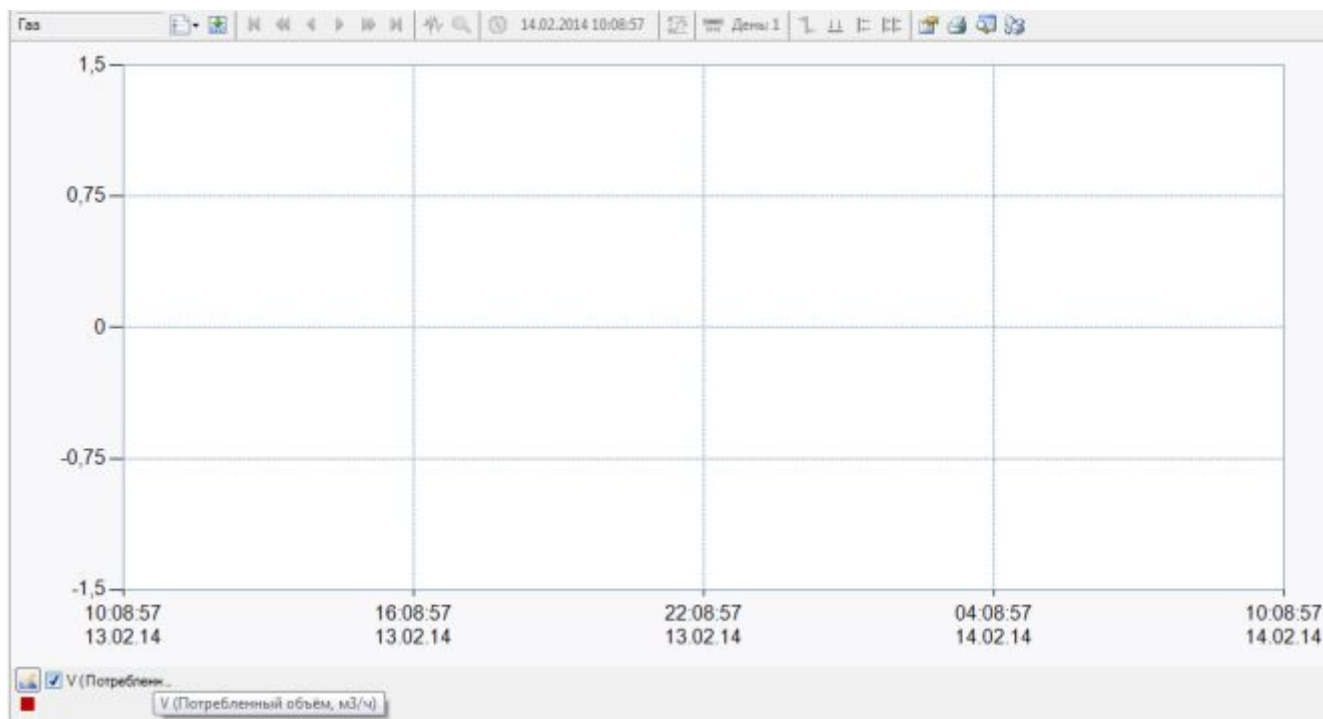 Газ 14.02.2014 10:08:57 День: 1
1,5
0,75
0
-0,75
-1,5
10:08:57 16:08:57 22:08:57 04:08:57 10:08:57
13.02.14 13.02.14 13.02.14 14.02.14 14.02.14
V (Потребленн...
V (Потребленный объём, м3/ч)